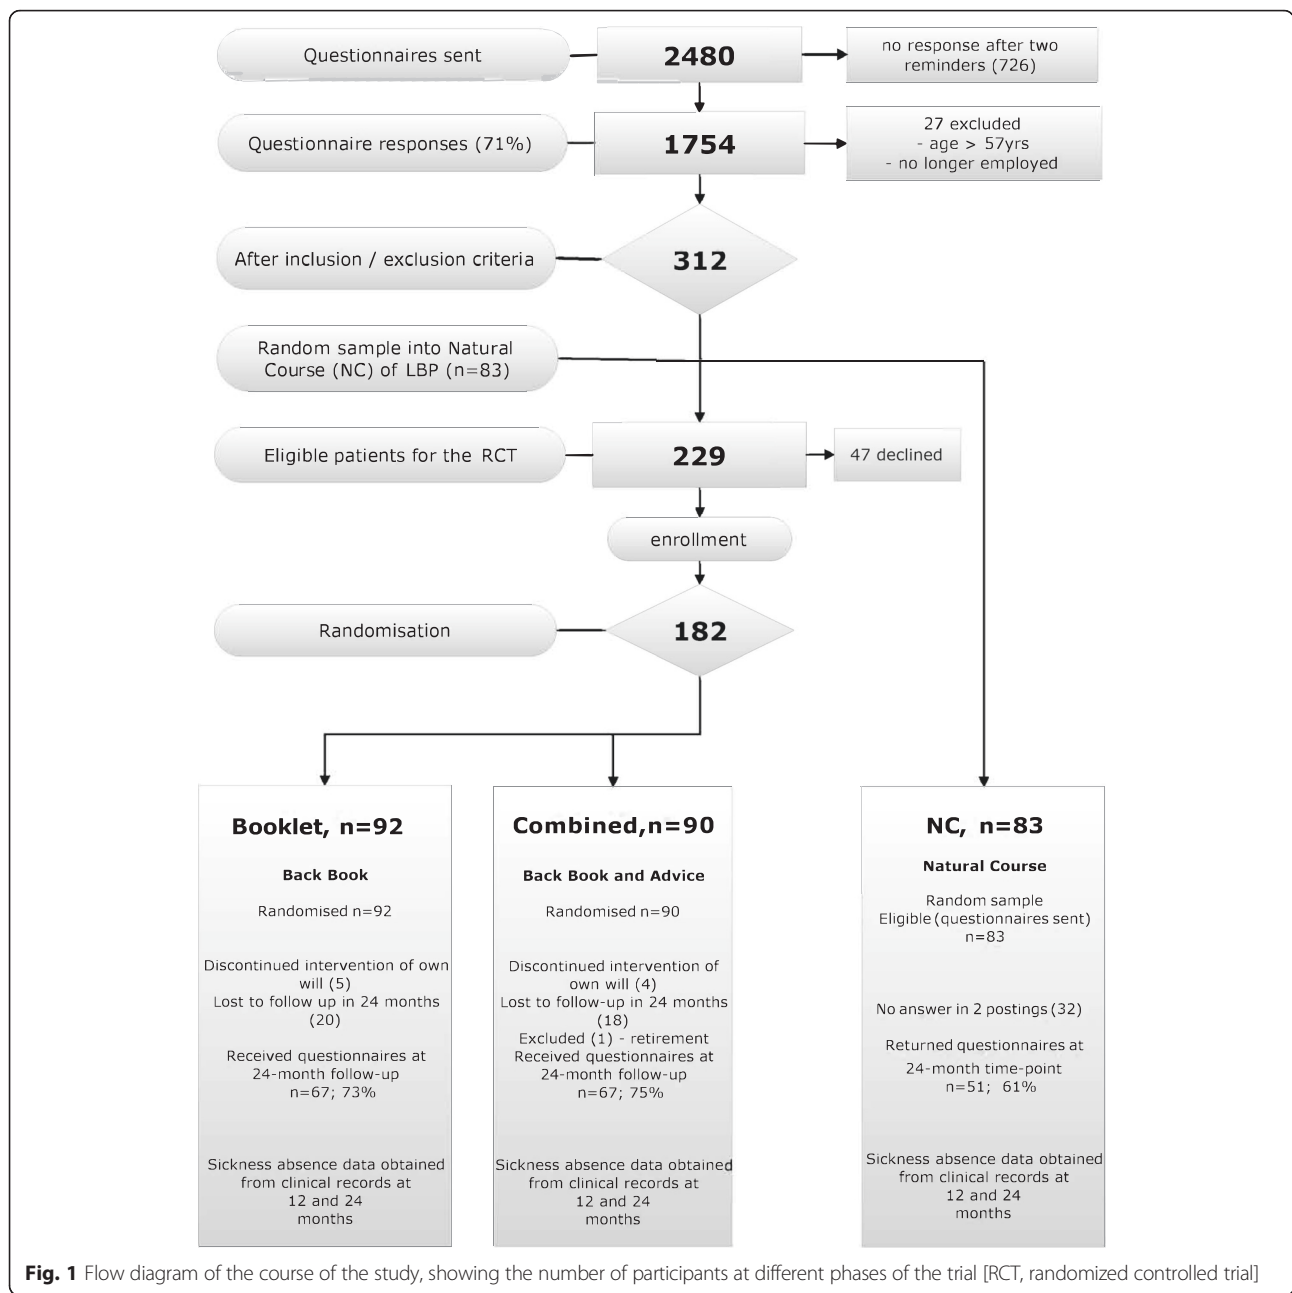 Questionnaires sent
2480
no response after two
reminders (726)
Questionnaire responses (71%)
1754
27 excluded
- age > 57yrs
- no longer employed
After inclusion / exclusion criteria
312
Random sample into Natural
Course (NC) of LBP (n=83)
Eligible patients for the RCT
229
47 declined
enrollment
Randomisation
182
Booklet, n=92
Back Book
Randomised n=92
Discontinued intervention of own
will (5)
Lost to follow up in 24 months
(20)
Received questionnaires at
24-month follow-up
n=67; 73%
Sickness absence data obtained
from clinical records at
12 and 24
months
Combined,n=90
Back Book and Advice
Randomised n=90
Discontinued intervention of
own will (4)
Lost to follow-up in 24 months
(18)
Excluded (1) - retirement
Received questionnaires at
24-month follow-up
n=67; 75%
Sickness absence data obtained
from clinical records at
12 and 24
months
NC, n=83
Natural Course
Random sample
Eligible (questionnaires sent)
n=83
No answer in 2 postings (32)
Returned questionnaires at
24-month time-point
n=51; 61%
Sickness absence data obtained
from clinical records at
12 and 24
months
Fig. 1 Flow diagram of the course of the study, showing the number of participants at different phases of the trial [RCT, randomized controlled trial]